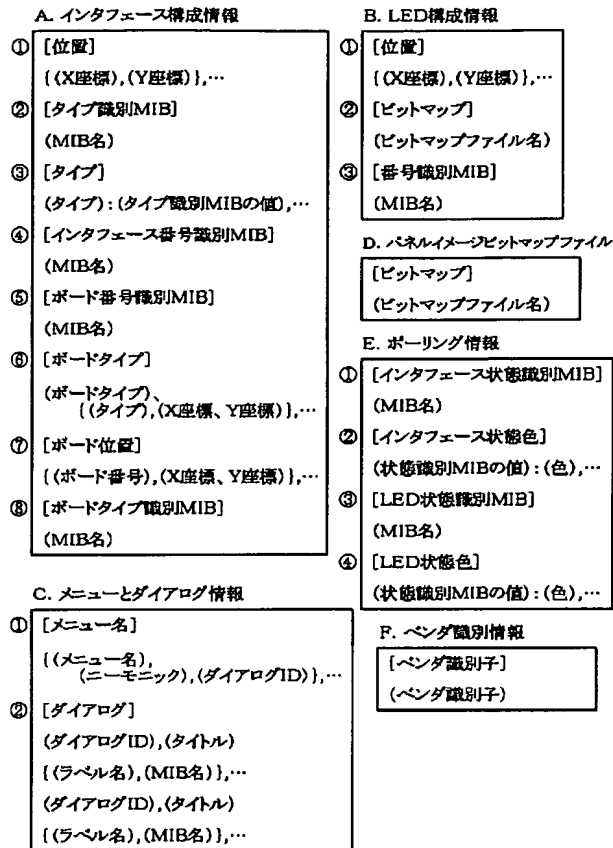 A. インタフェース構成情報
① [位置]
{(X座標),(Y座標)},…
② [タイプ識別MIB]
(MIB名)
③ [タイプ]
(タイプ):(タイプ識別MIBの値),…
④ [インタフェース番号識別MIB]
(MIB名)
⑤ [ボード番号識別MIB]
(MIB名)
⑥ [ボードタイプ]
(ボードタイプ)、
{(タイプ),(X座標、Y座標)},…
⑦ [ボード位置]
{(ボード番号),(X座標、Y座標)},…
⑧ [ボードタイプ識別MIB]
(MIB名)
B. LED構成情報
① [位置]
{(X座標),(Y座標)},…
② [ビットマップ]
(ビットマップファイル名)
③ [番号識別MIB]
(MIB名)
D. パネルイメージビットマップファイル
[ビットマップ]
(ビットマップファイル名)
E. ポーリング情報
① [インタフェース状態識別MIB]
(MIB名)
② [インタフェース状態色]
(状態識別MIBの値):(色),…
③ [LED状態識別MIB]
(MIB名)
④ [LED状態色]
(状態識別MIBの値):(色),…
C. メニューとダイアログ情報
① [メニュー名]
{(メニュー名),
(ニーモニック),(ダイアログID)},…
② [ダイアログ]
(ダイアログID),(タイトル)
{(ラベル名),(MIB名)},…
(ダイアログID),(タイトル)
{(ラベル名),(MIB名)},…
F. ベンダ識別情報
[ベンダ識別子]
(ベンダ識別子)